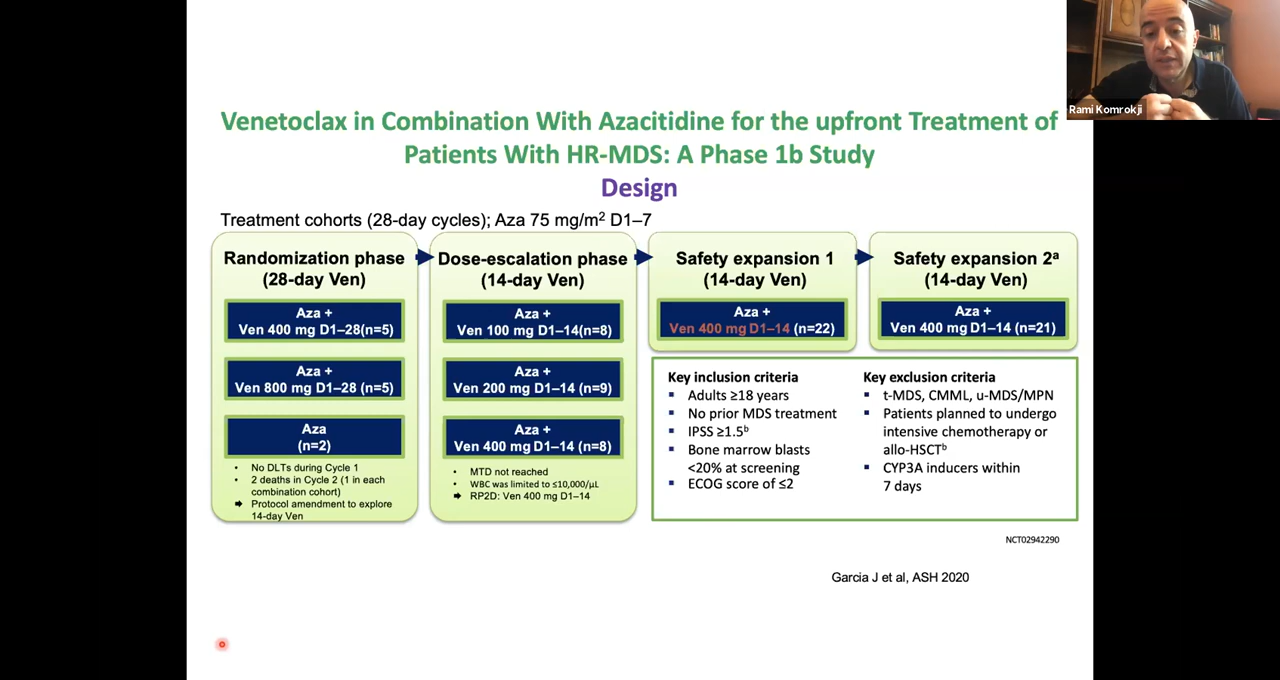 Rami Komrokji
Venetoclax in Combination With Azacitidine for the upfront Treatment of
Patients With HR-MDS: A Phase 1b Study
Design
Treatment cohorts (28-day cycles); Aza 75 mg/m² D1–7
Randomization phase
(28-day Ven)
Aza +
Ven 400 mg D1–28(n=5)
Aza +
Ven 800 mg D1–28 (n=5)
Aza
(n=2)
• No DLTs during Cycle 1
• 2 deaths in Cycle 2 (1 in each
combination cohort)
Protocol amendment to explore
14-day Ven
Dose-escalation phase
(14-day Ven)
Aza +
Ven 100 mg D1–14(n=8)
Aza +
Ven 200 mg D1–14 (n=9)
Aza +
Ven 400 mg D1–14 (n=8)
• MTD not reached
• WBC was limited to ≤10,000/µL
RP2D: Ven 400 mg D1–14
Safety expansion 1
(14-day Ven)
Aza +
Ven 400 mg D1–14 (n=22)
Safety expansion 2ᵃ
(14-day Ven)
Aza +
Ven 400 mg D1–14 (n=21)
Key inclusion criteria
Adults ≥18 years
No prior MDS treatment
IPSS ≥1.5ᵇ
Bone marrow blasts
<20% at screening
ECOG score of ≤2
Key exclusion criteria
t-MDS, CMML, u-MDS/MPN
Patients planned to undergo
intensive chemotherapy or
allo-HSCTᵇ
CYP3A inducers within
7 days
NCT02942290
Garcia J et al, ASH 2020